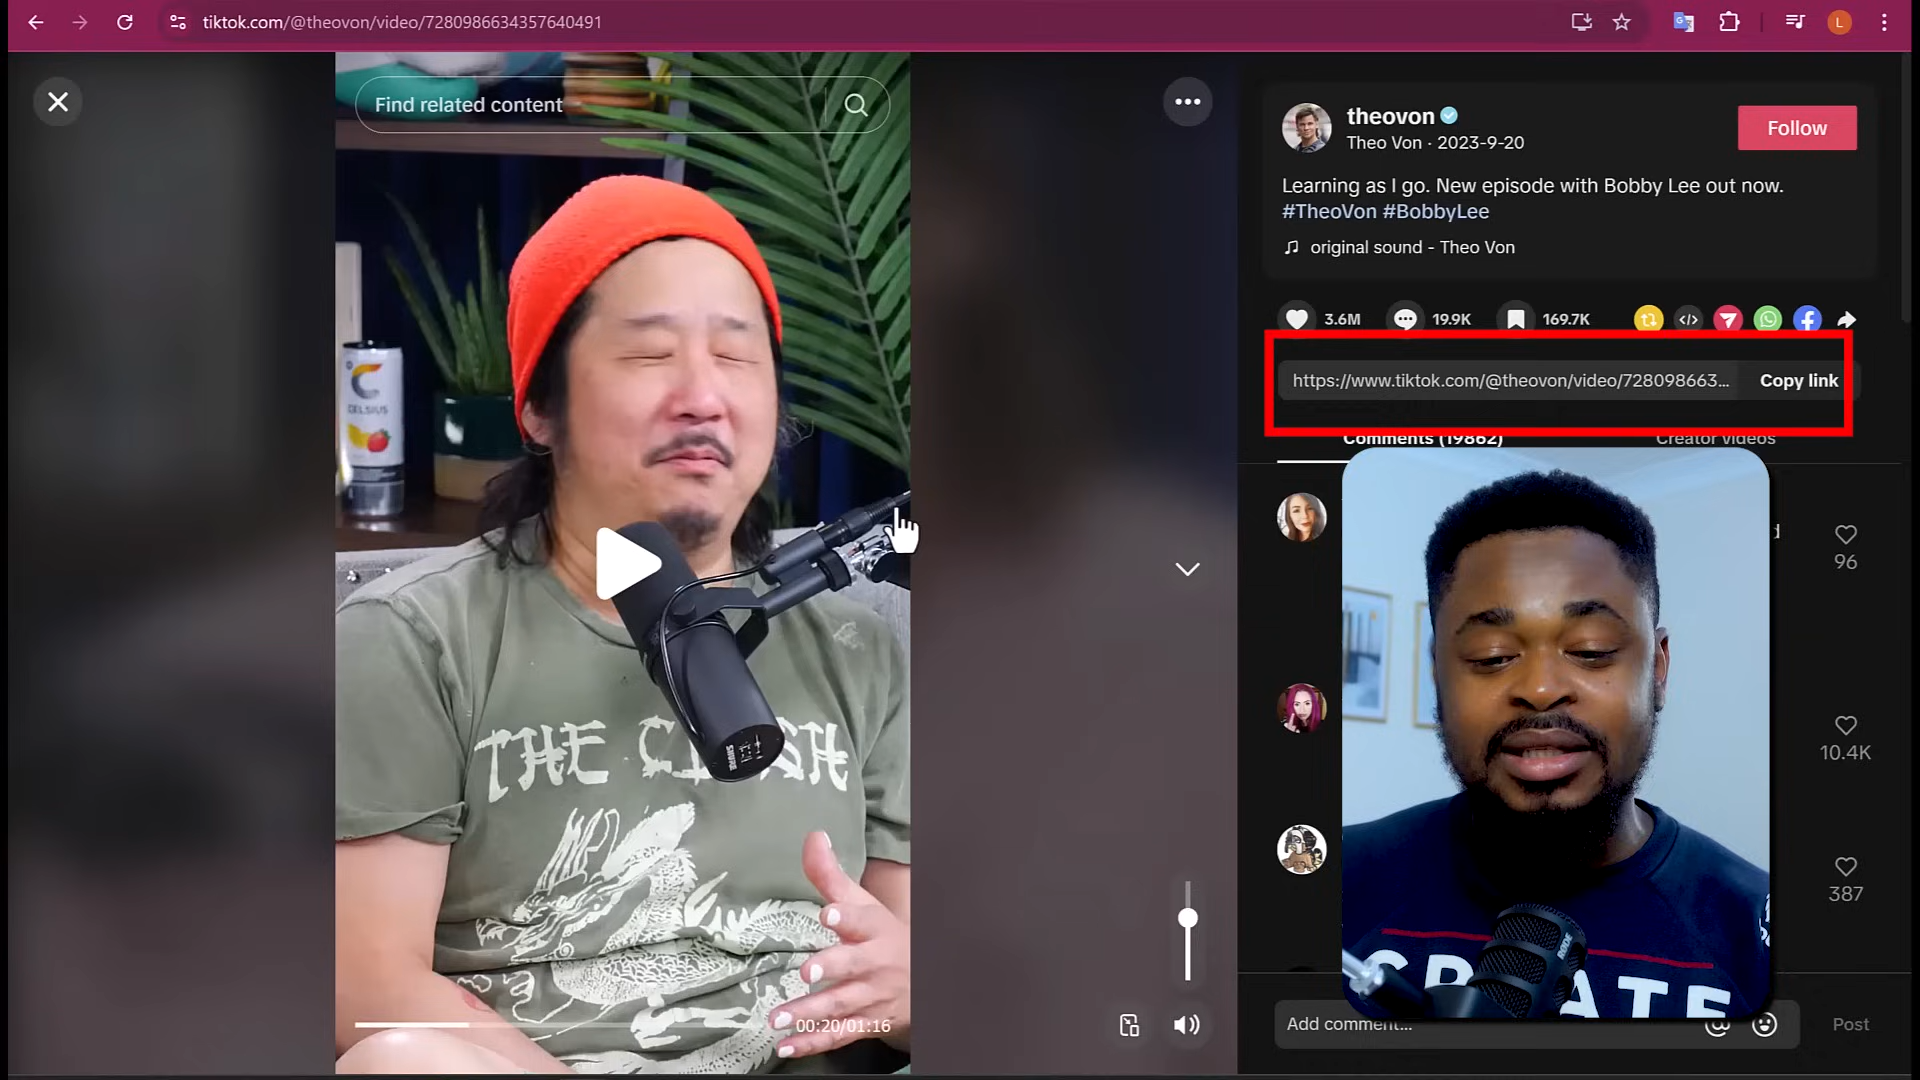 tiktok.com/@theovon/video/7280986634357640491
L
Find related content
theovon
Theo Von · 2023-9-20
Follow
Learning as I go. New episode with Bobby Lee out now.
#TheoVon #BobbyLee
original sound - Theo Von
3.6M
19.9K
169.7K
https://www.tiktok.com/@theovon/video/728098663...
Copy link
Comments (19862)
Creator videos
CELSIUS
THE CLASH
SHURE
d
96
10.4K
387
RODE
CREATE
00:20/01:16
Add comment...
Post